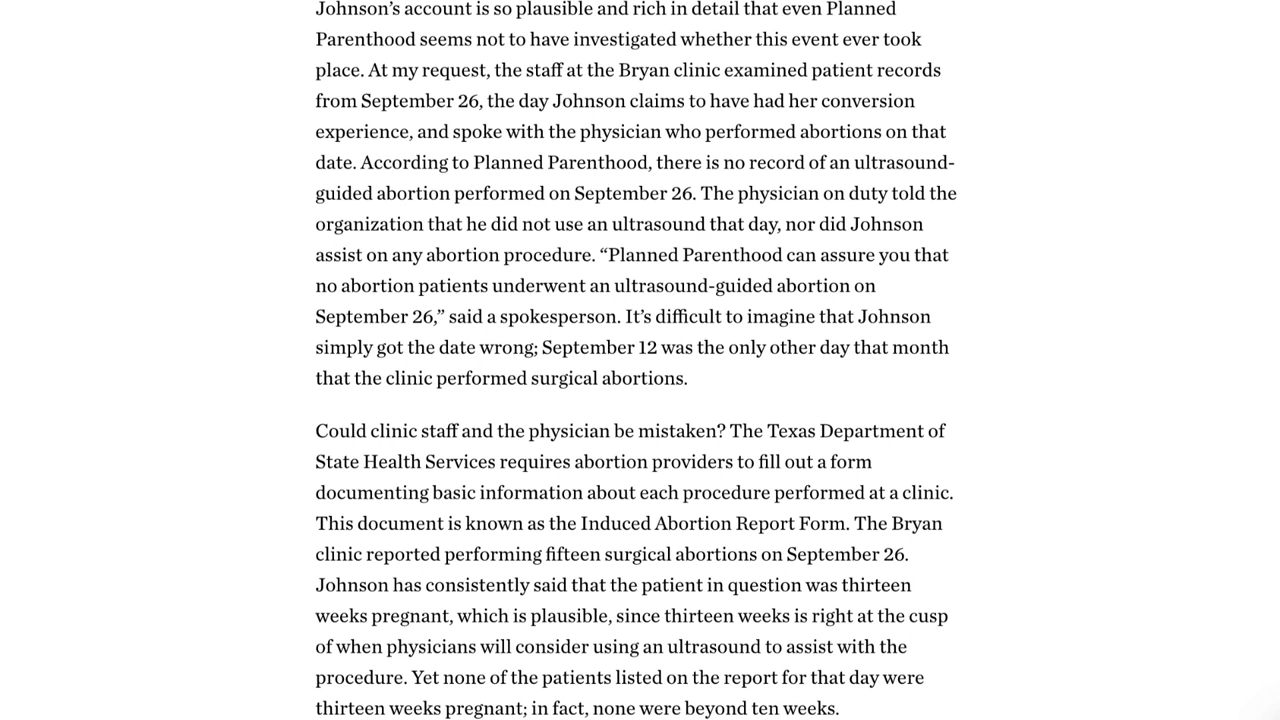 Johnson’s account is so plausible and rich in detail that even Planned
Parenthood seems not to have investigated whether this event ever took
place. At my request, the staff at the Bryan clinic examined patient records
from September 26, the day Johnson claims to have had her conversion
experience, and spoke with the physician who performed abortions on that
date. According to Planned Parenthood, there is no record of an ultrasound-
guided abortion performed on September 26. The physician on duty told the
organization that he did not use an ultrasound that day, nor did Johnson
assist on any abortion procedure. “Planned Parenthood can assure you that
no abortion patients underwent an ultrasound-guided abortion on
September 26,” said a spokesperson. It’s difficult to imagine that Johnson
simply got the date wrong; September 12 was the only other day that month
that the clinic performed surgical abortions.
Could clinic staff and the physician be mistaken? The Texas Department of
State Health Services requires abortion providers to fill out a form
documenting basic information about each procedure performed at a clinic.
This document is known as the Induced Abortion Report Form. The Bryan
clinic reported performing fifteen surgical abortions on September 26.
Johnson has consistently said that the patient in question was thirteen
weeks pregnant, which is plausible, since thirteen weeks is right at the cusp
of when physicians will consider using an ultrasound to assist with the
procedure. Yet none of the patients listed on the report for that day were
thirteen weeks pregnant; in fact, none were beyond ten weeks.